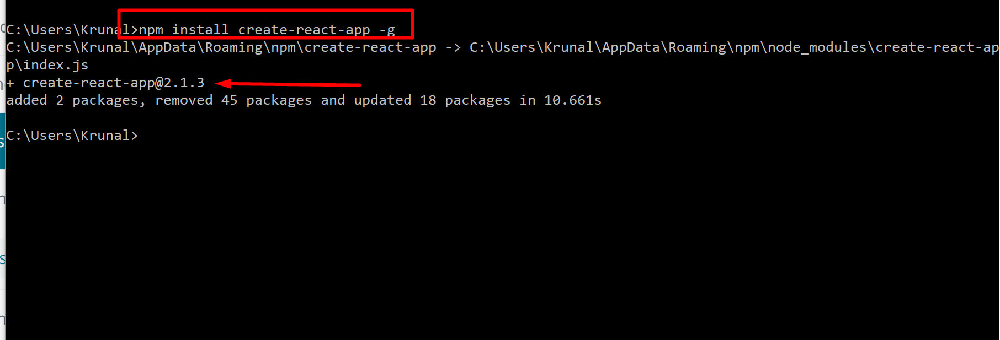 C:\Users\Krunal>npm install create-react-app -g
C:\Users\Krunal\AppData\Roaming\npm\create-react-app -> C:\Users\Krunal\AppData\Roaming\npm\node_modules\create-react-ap
p\index.js
+ create-react-app@2.1.3
added 2 packages, removed 45 packages and updated 18 packages in 10.661s
C:\Users\Krunal>